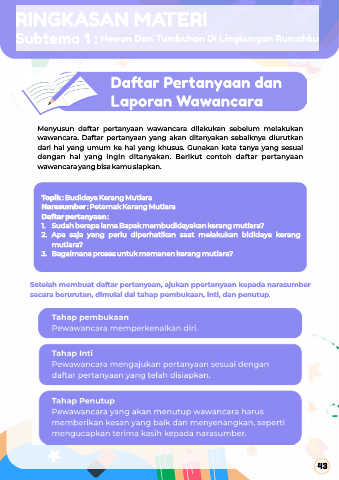 RINGKASAN MATERI
Subtema 1 : Hewan Dan Tumbuhan Di Lingkungan Rumahku
Daftar Pertanyaan dan
Laporan Wawancara
Menyusun daftar pertanyaan wawancara dilakukan sebelum melakukan
wawancara. Daftar pertanyaan yang akan ditanyakan sebaiknya diurutkan
dari hal yang umum ke hal yang khusus. Gunakan kata tanya yang sesuai
dengan hal yang ingin ditanyakan. Berikut contoh daftar pertanyaan
wawancara yang bisa kamu siapkan.
Topik : Budidaya Kerang Mutiara
Narasumber : Peternak Kerang Mutiara
Daftar pertanyaan :
1. Sudah berapa lama Bapak membudidayakan kerang mutiara?
2. Apa saja yang perlu diperhatikan saat melakukan bididaya kerang
mutiara?
3. Bagaimana proses untuk memanen kerang mutiara?
Setelah membuat daftar pertanyaan, ajukan ppertanyaan kepada narasumber
secara berurutan, dimulai dai tahap pembukaan, inti, dan penutup.
Tahap pembukaan
Pewawancara memperkenalkan diri.
Tahap Inti
Pewawancara mengajukan pertanyaan sesuai dengan
daftar pertanyaan yang telah disiapkan.
Tahap Penutup
Pewawancara yang akan menutup wawancara harus
memberikan kesan yang baik dan menyenangkan, seperti
mengucapkan terima kasih kepada narasumber.
43